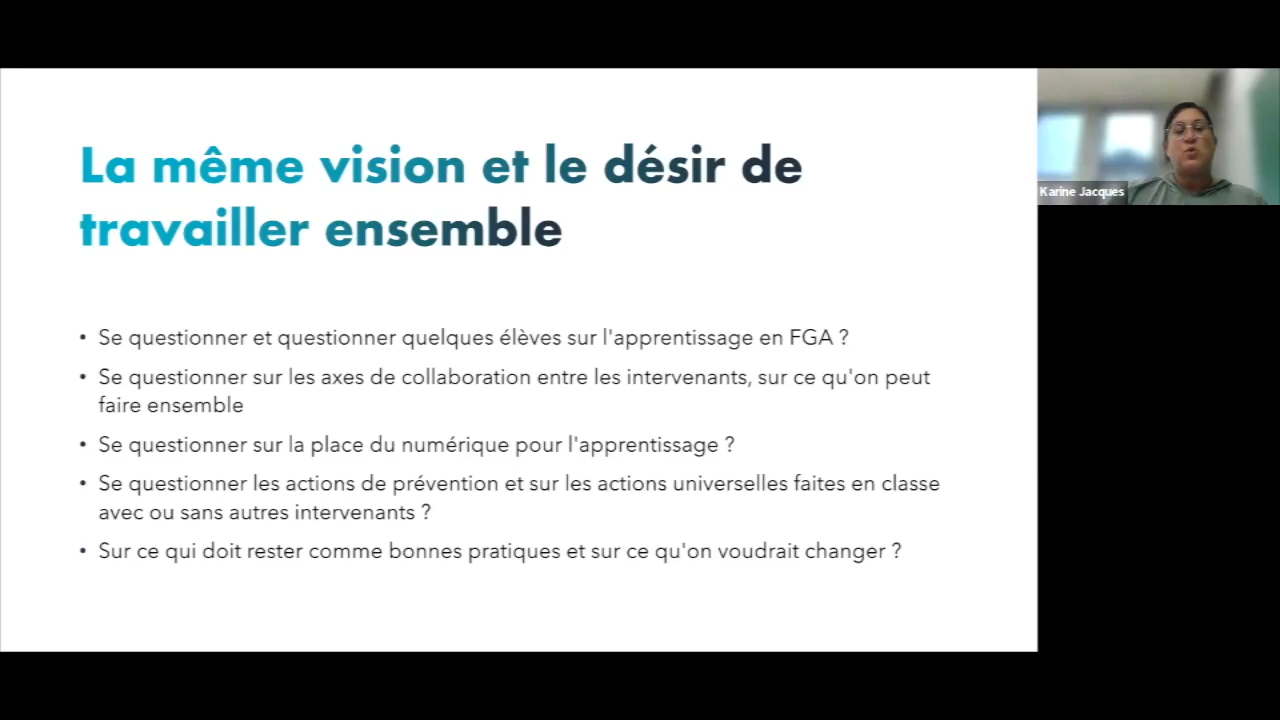 La même vision et le désir de
travailler ensemble
• Se questionner et questionner quelques élèves sur l'apprentissage en FGA ?
• Se questionner sur les axes de collaboration entre les intervenants, sur ce qu'on peut
faire ensemble
• Se questionner sur la place du numérique pour l'apprentissage ?
• Se questionner les actions de prévention et sur les actions universelles faites en classe
avec ou sans autres intervenants ?
• Sur ce qui doit rester comme bonnes pratiques et sur ce qu'on voudrait changer ?
Karine Jacques